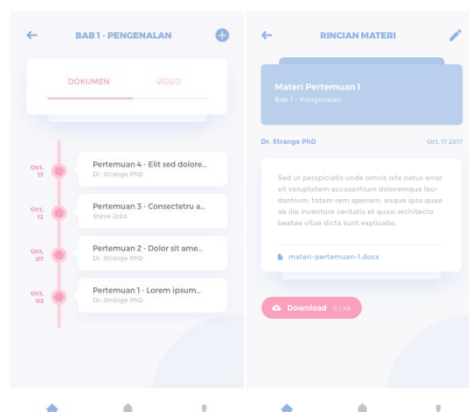 BAB 1 - PENGENALAN
DOKUMEN
VIDEO
Oct, 17
Pertemuan 4 - Elit sed dolore...
Dr. Strange PhD
Oct, 12
Pertemuan 3 - Consectetru a...
Steve Jobs
Oct, 07
Pertemuan 2 - Dolor sit ame...
Dr. Strange PhD
Oct, 03
Pertemuan 1 - Lorem ipsum...
Dr. Strange PhD
RINCIAN MATERI
Materi Pertemuan 1
Bab 1 - Pengenalan
Dr. Strange PhD
Oct, 17 2017
Sed ut perspiciatis unde omnis iste natus error
sit voluptatem accusantium doloremque lau-
dantium, totam rem aperiam, eaque ipsa quae
ab illo inventore veritatis et quasi architecto
beatae vitae dicta sunt explicabo.
materi-pertemuan-1.docx
Download